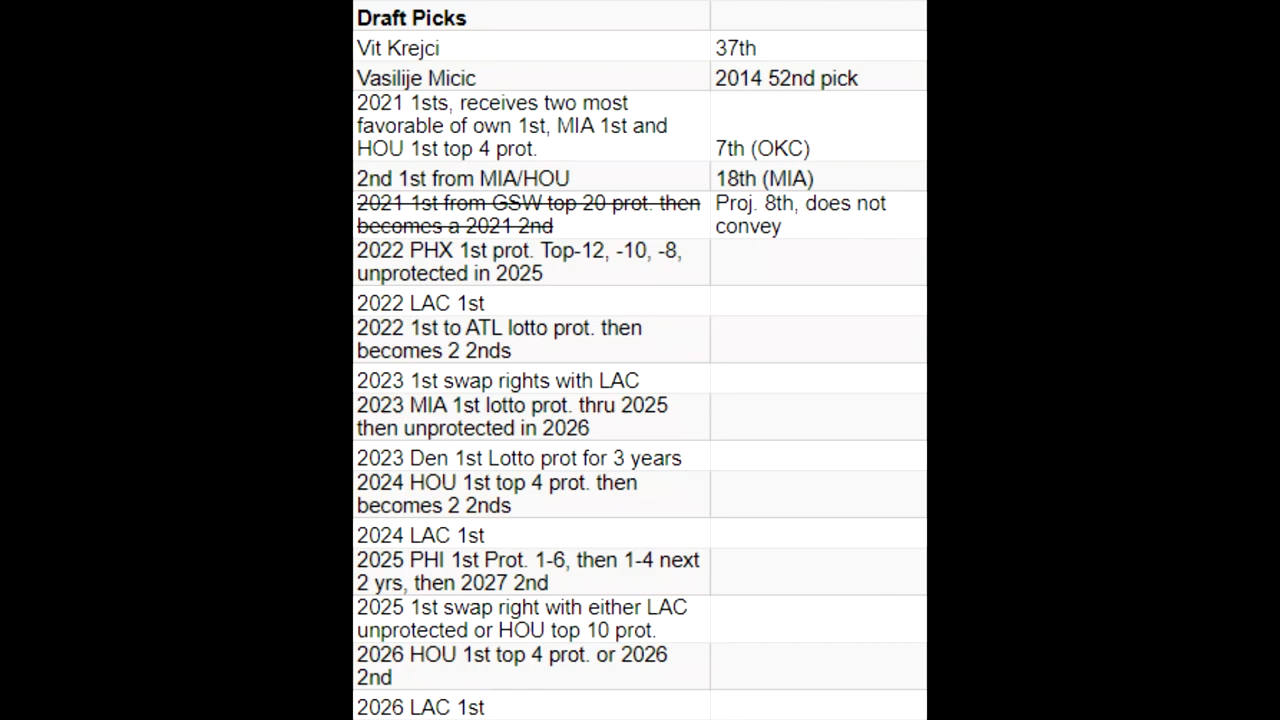 Draft Picks
Vit Krejci 37th
Vasilije Micic 2014 52nd pick
2021 1sts, receives two most
favorable of own 1st, MIA 1st and
HOU 1st top 4 prot. 7th (OKC)
2nd 1st from MIA/HOU 18th (MIA)
2021 1st from GSW top 20 prot. then Proj. 8th, does not
becomes a 2021 2nd convey
2022 PHX 1st prot. Top-12, -10, -8,
unprotected in 2025
2022 LAC 1st
2022 1st to ATL lotto prot. then
becomes 2 2nds
2023 1st swap rights with LAC
2023 MIA 1st lotto prot. thru 2025
then unprotected in 2026
2023 Den 1st Lotto prot for 3 years
2024 HOU 1st top 4 prot. then
becomes 2 2nds
2024 LAC 1st
2025 PHI 1st Prot. 1-6, then 1-4 next
2 yrs, then 2027 2nd
2025 1st swap right with either LAC
unprotected or HOU top 10 prot.
2026 HOU 1st top 4 prot. or 2026
2nd
2026 LAC 1st